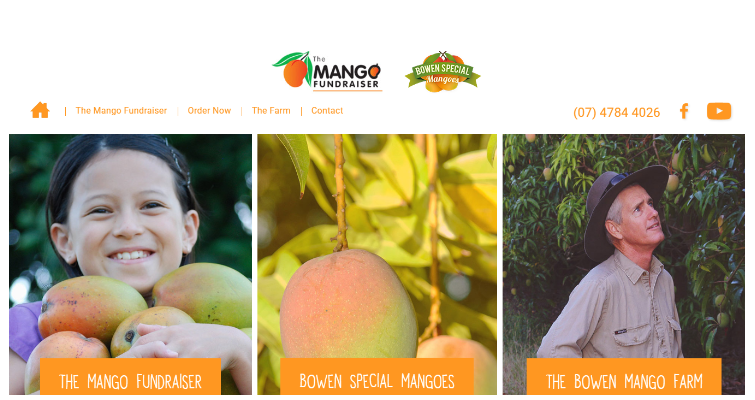 The
MANGO
FUNDRAISER
BOWEN SPECIAL
Mangoes
The Mango Fundraiser
Order Now
The Farm
Contact
(07) 4784 4026
THE MANGO FUNDRAISER
BOWEN SPECIAL MANGOES
THE BOWEN MANGO FARM